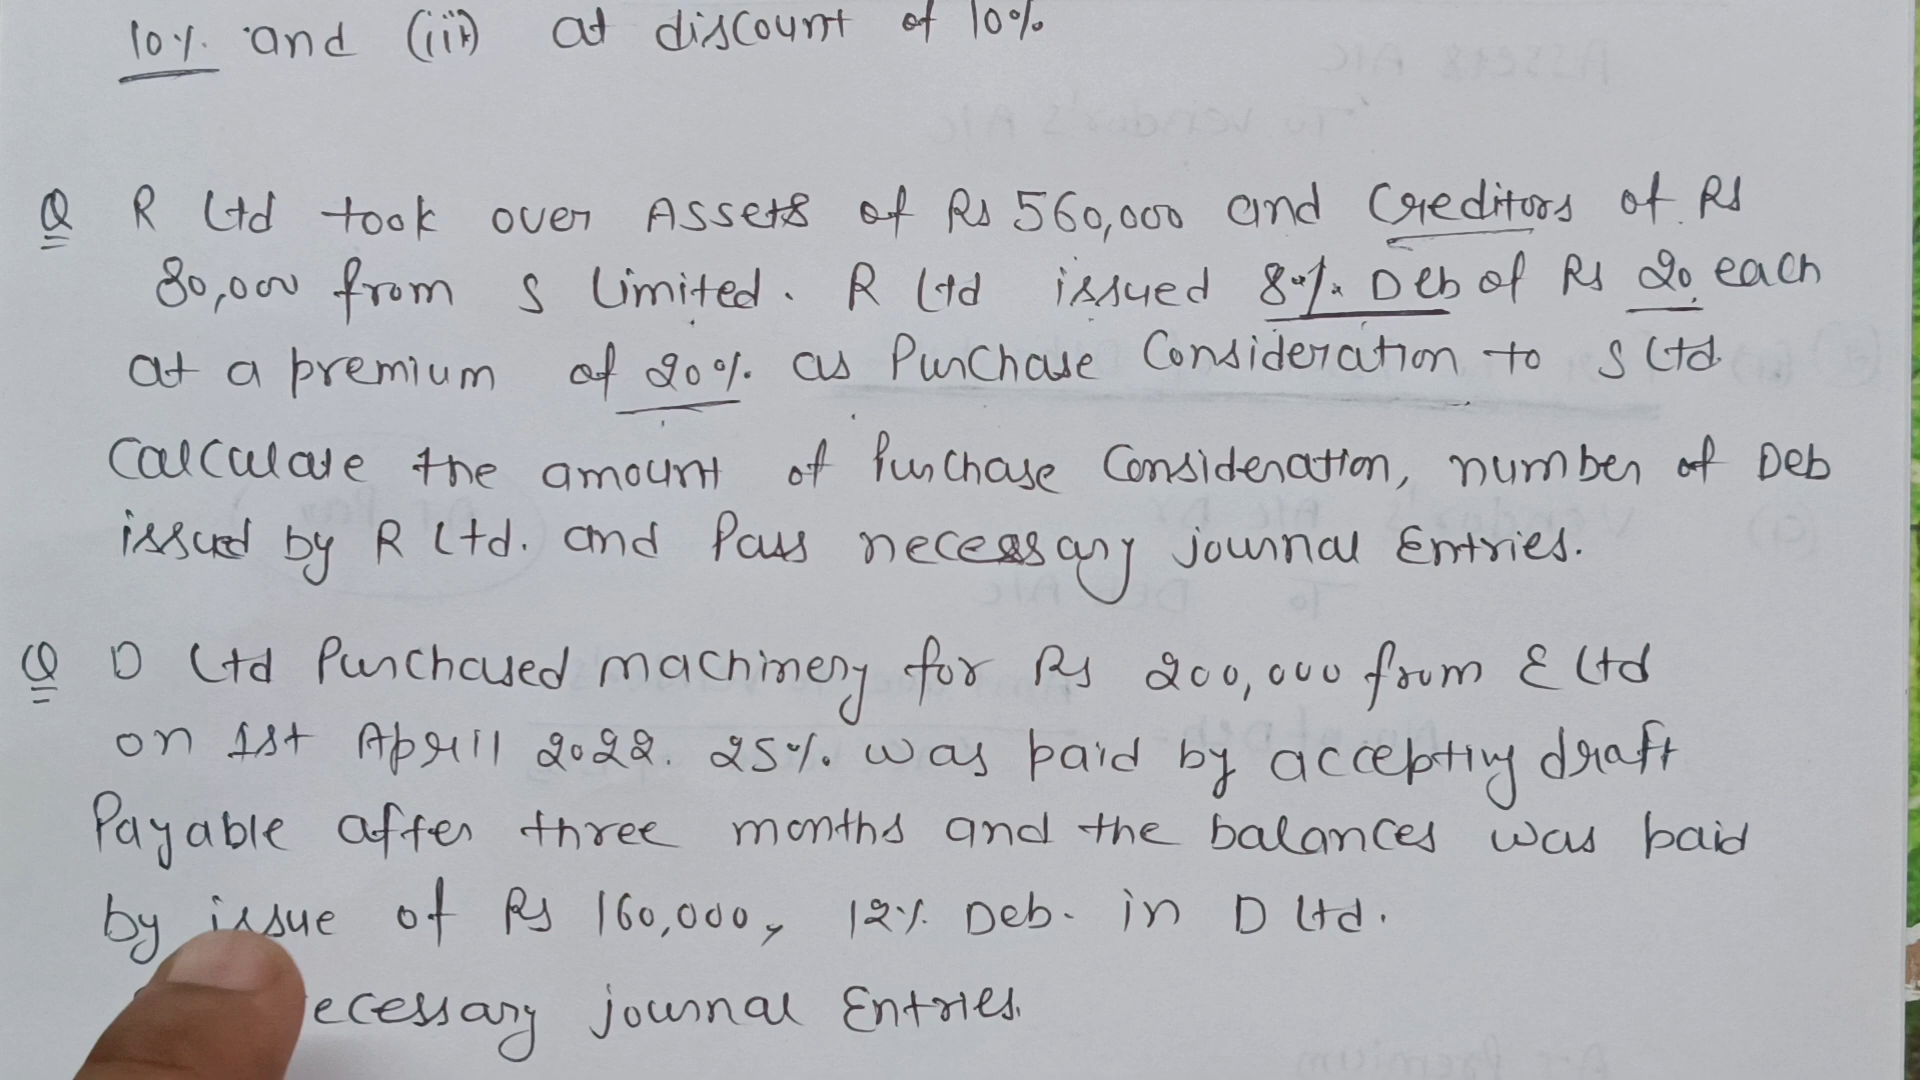 10% and (iii) at discount of 10%
Q R Ltd took over Assets of Rs 560,000 and Creditors of Rs
80,000 from S Limited. R Ltd issued 8% Deb of Rs 20 each
at a premium of 20% as Purchase Consideration to S Ltd
Calculate the amount of Purchase Consideration, number of Deb
issued by R Ltd. and Pass necessary journal Entries.
Q D Ltd Purchased machinery for Rs 200,000 from E Ltd
on 1st April 2022. 25% was paid by accepting draft
Payable after three months and the balances was paid
by issue of Rs 160,000, 12% Deb. in D Ltd.
ecessary journal Entries.